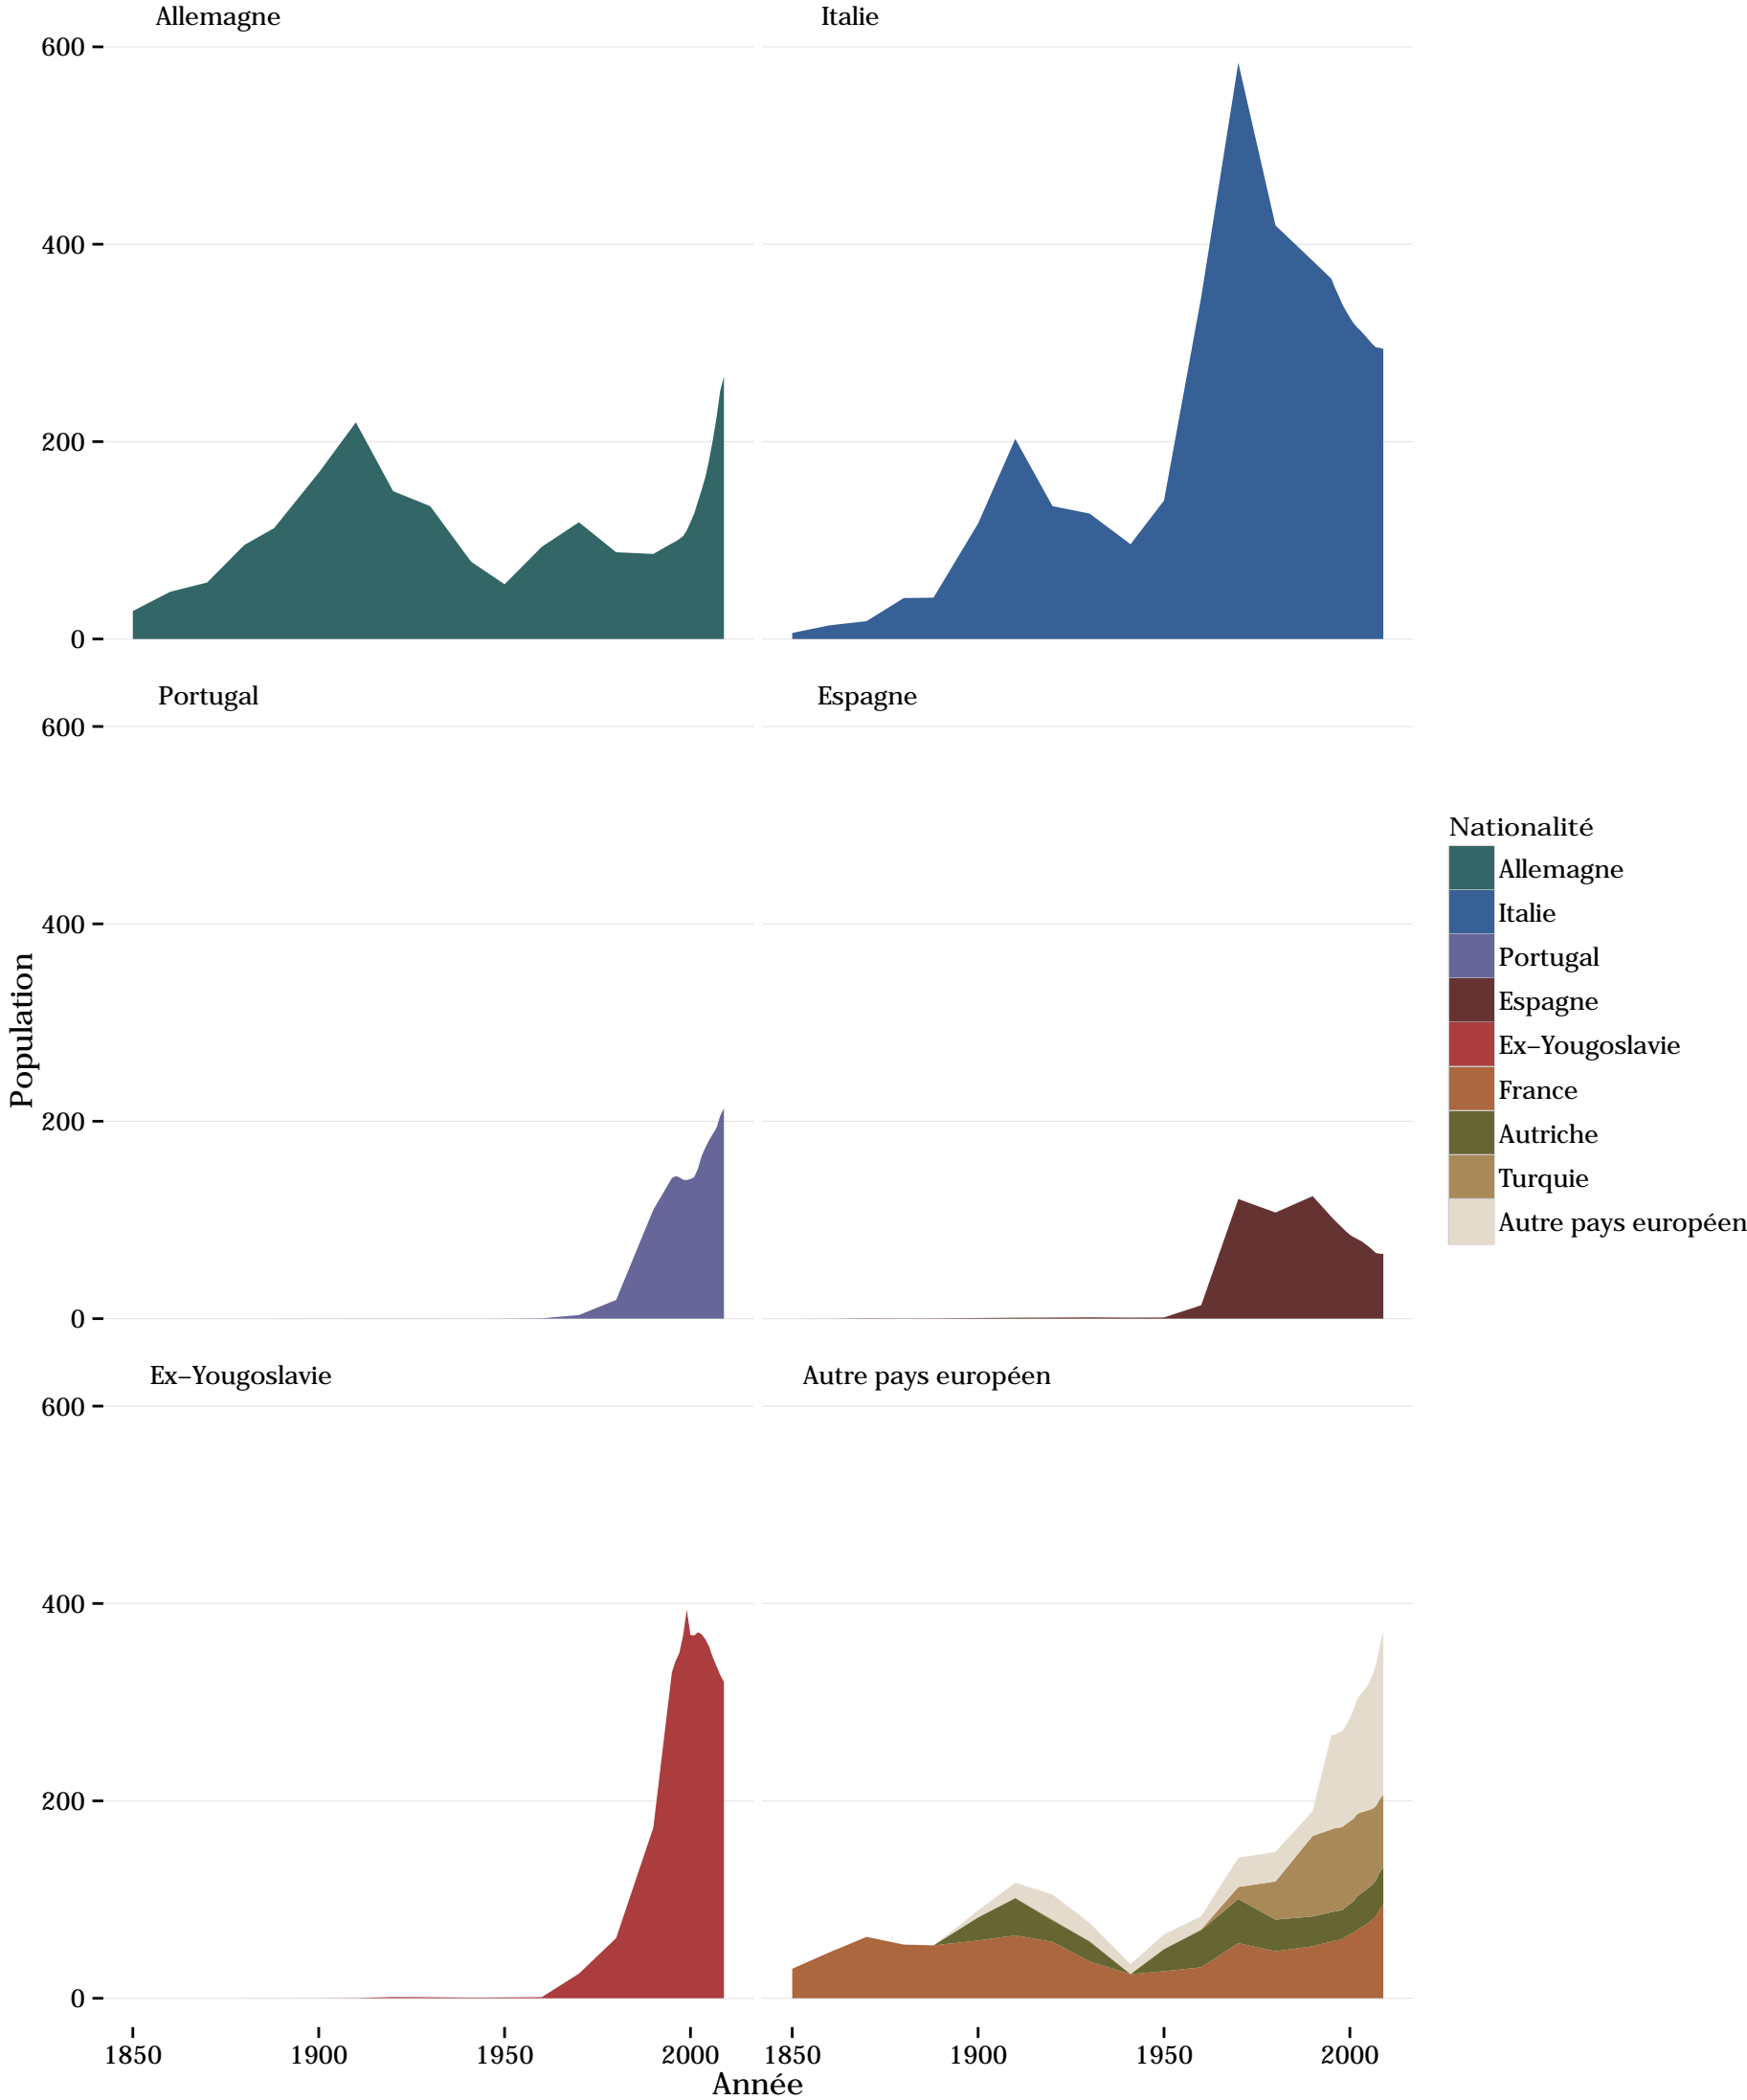 Allemagne
Italie
600
400
200
0
Portugal
Espagne
600
400
200
0
Ex–Yougoslavie
Autre pays européen
600
400
200
0
1850
1900
1950
2000
1850
1900
1950
2000
Année
Population
Nationalité
Allemagne
Italie
Portugal
Espagne
Ex–Yougoslavie
France
Autriche
Turquie
Autre pays européen